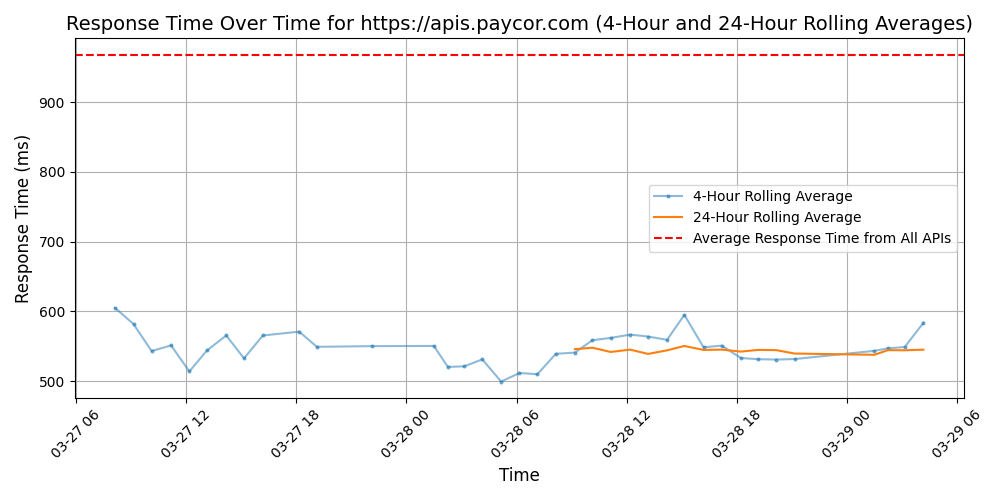 Response Time Over Time for https://apis.paycor.com (4-Hour and 24-Hour Rolling Averages)
Response Time (ms)
900
800
700
600
500
4-Hour Rolling Average
24-Hour Rolling Average
Average Response Time from All APIs
03-27 06
03-27 12
03-27 18
03-28 00
03-28 06
03-28 12
03-28 18
03-29 00
03-29 06
Time